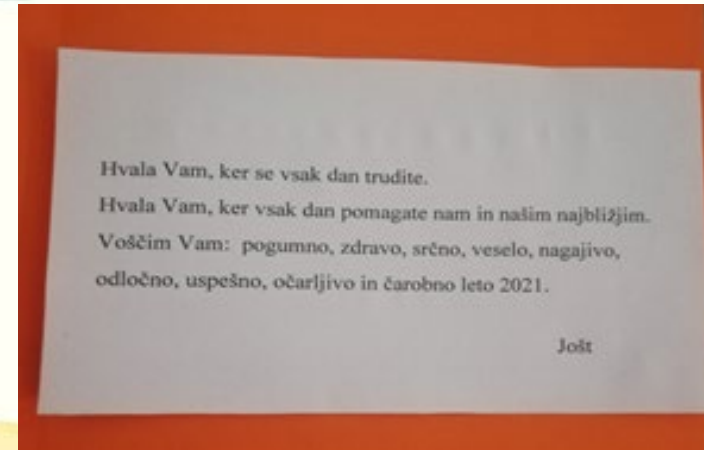 Hvala Vam, ker se vsak dan trudite.
Hvala Vam, ker vsak dan pomagate nam in našim najbližjim.
Voščim Vam: pogumno, zdravo, srčno, veselo, nagajivo,
odločno, uspešno, očarljivo in čarobno leto 2021.
Jošt